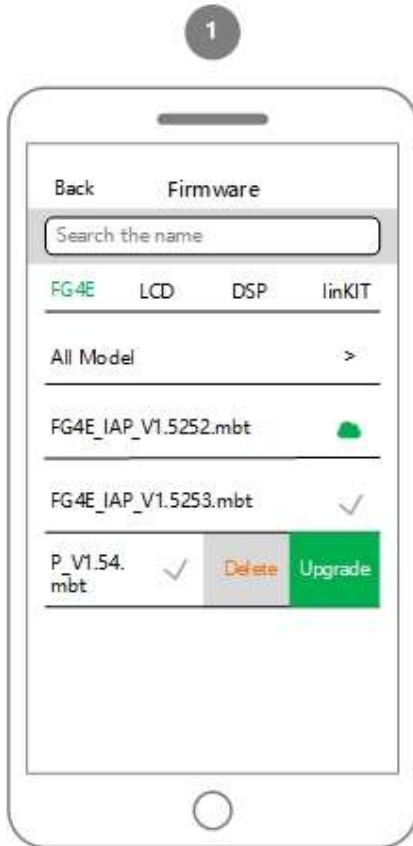 1
Back Firmware
Search the name
FG4E LCD DSP linKIT
All Model >
FG4E_IAP_V1.5252.mbt
FG4E_IAP_V1.5253.mbt
P_V1.54. Delete Upgrade
mbt